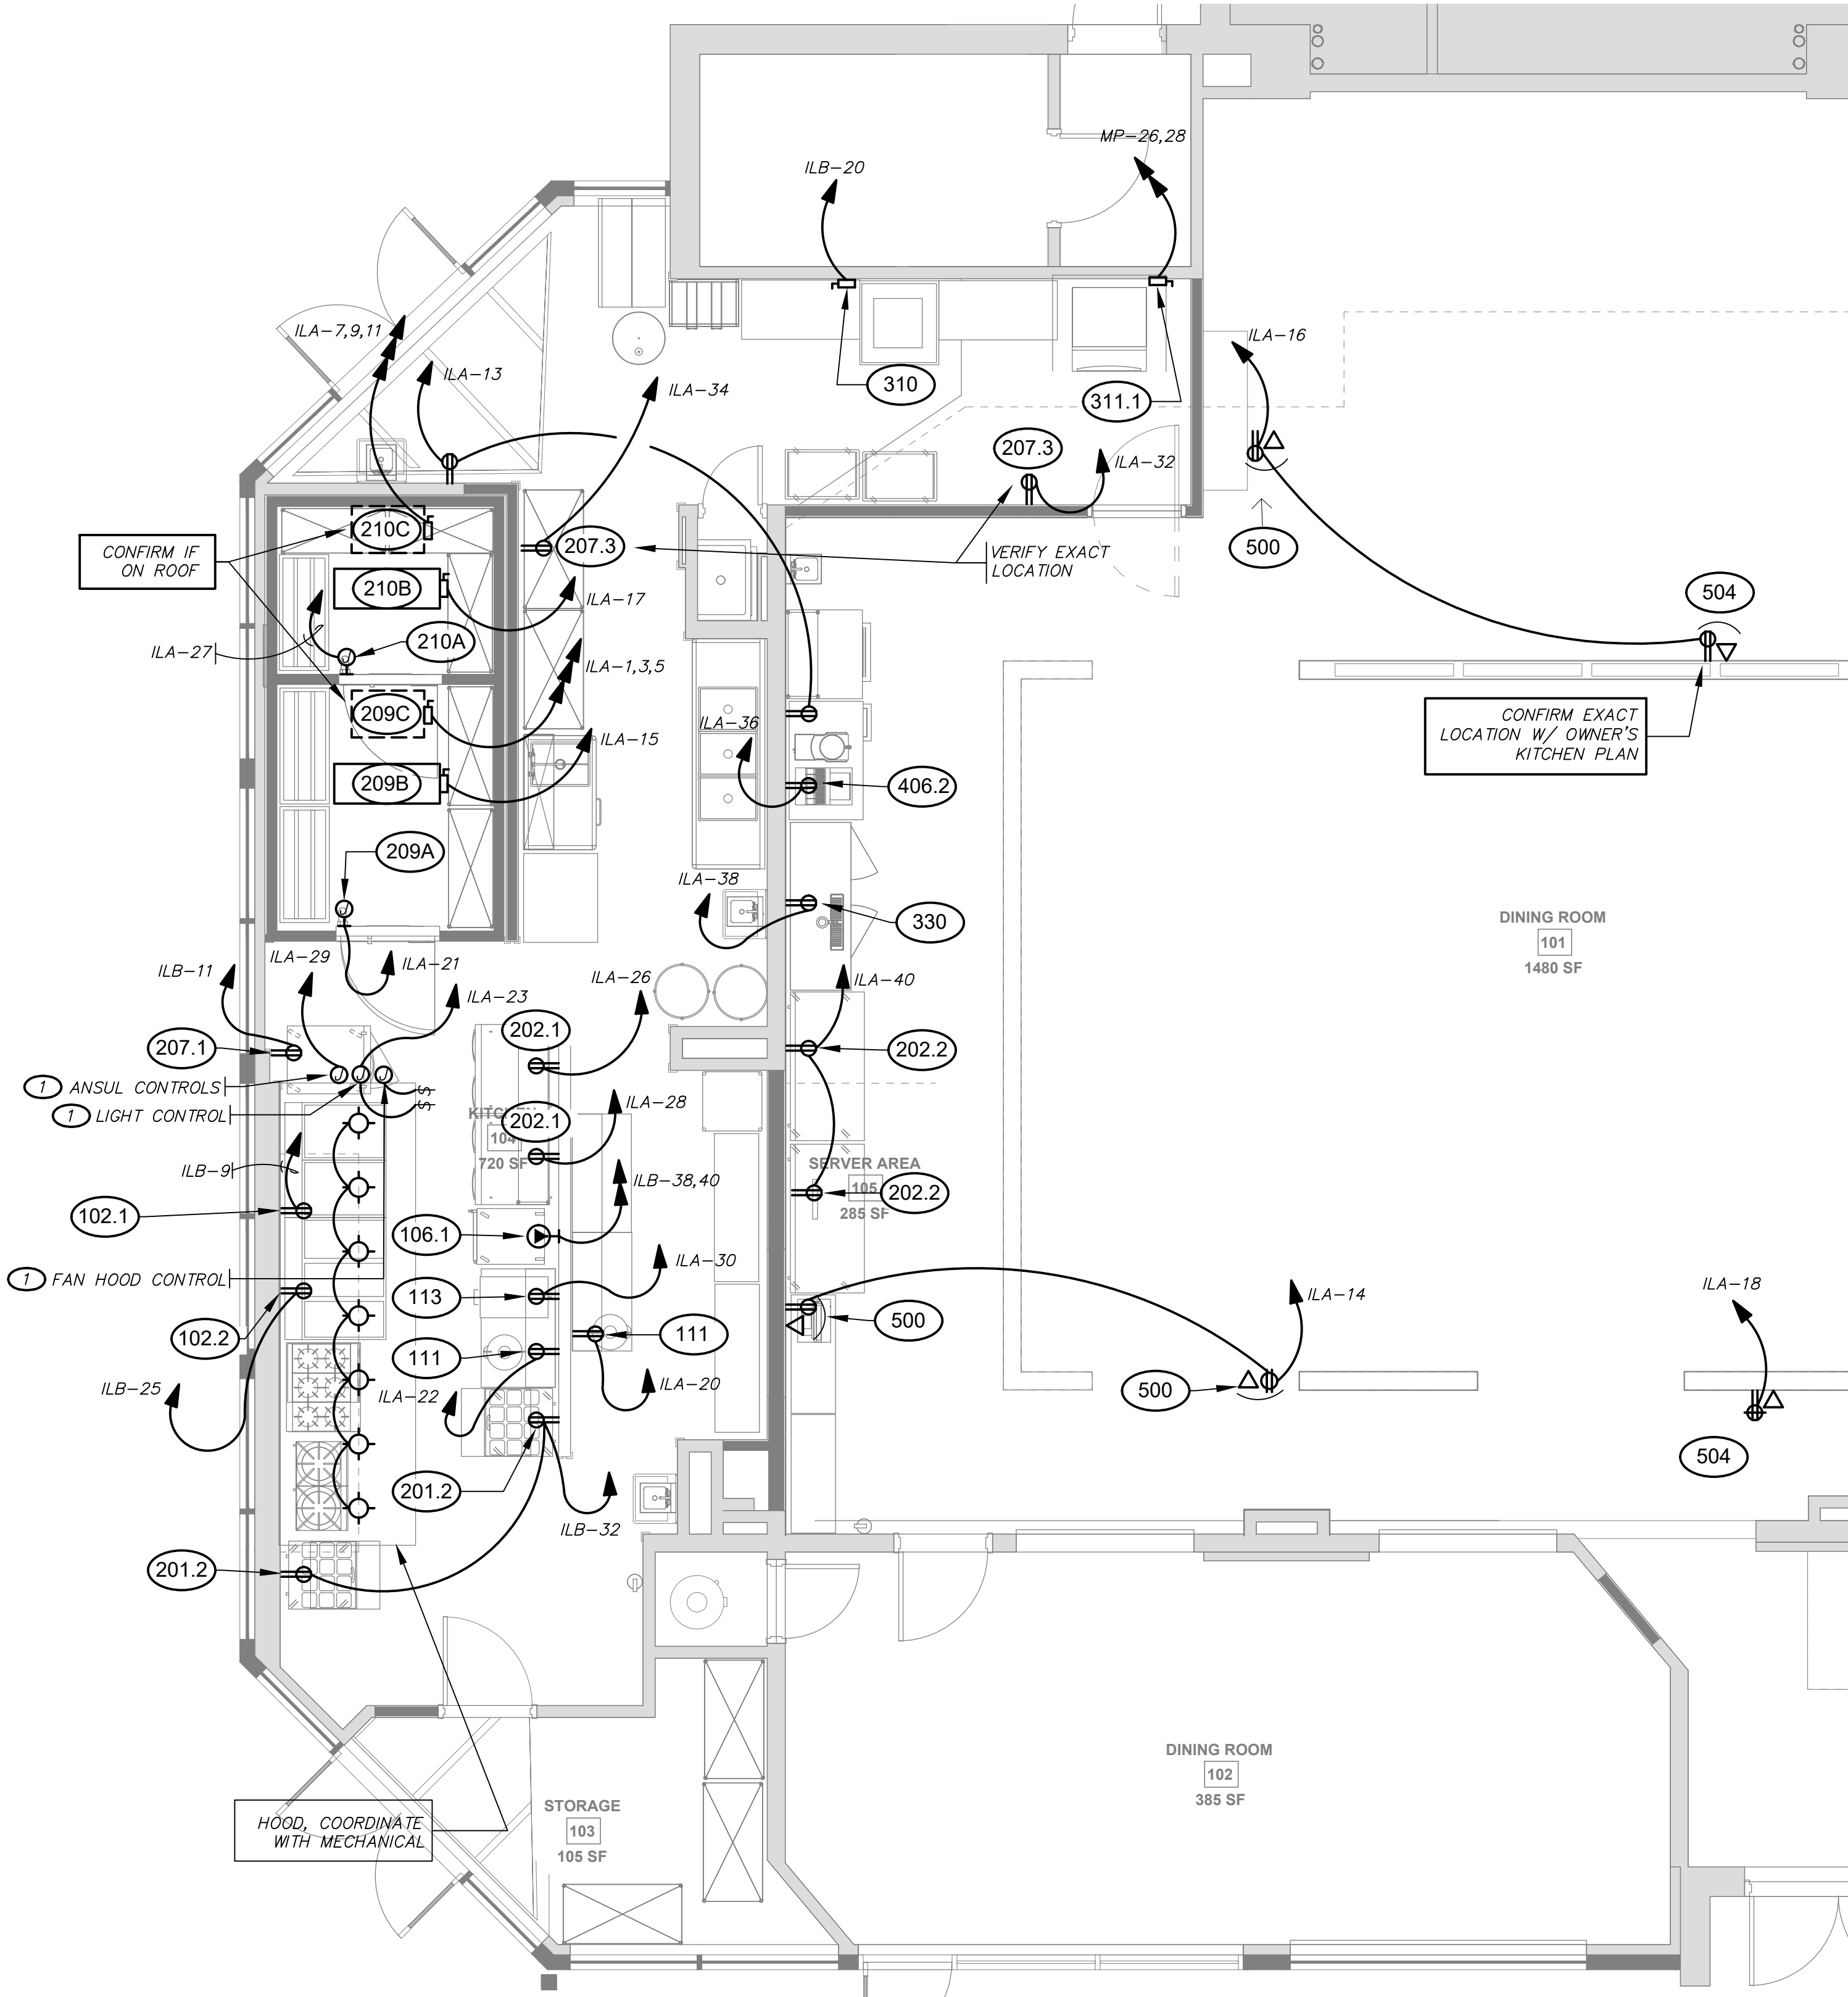 MP-26,28
ILB-20
ILA-7,9,11
ILA-13
ILA-34
ILA-16
310
311.1
207.3
ILA-32
500
CONFIRM IF
ON ROOF
210C
207.3
VERIFY EXACT
LOCATION
210B
ILA-17
504
ILA-27
210A
ILA-1,3,5
209C
ILA-36
CONFIRM EXACT
LOCATION W/ OWNER'S
KITCHEN PLAN
ILA-15
209B
406.2
209A
ILA-38
330
DINING ROOM
101
1480 SF
ILB-11
ILA-29
ILA-21
ILA-23
ILA-26
ILA-40
207.1
202.1
202.2
1 ANSUL CONTROLS
1 LIGHT CONTROL
$
$
KITCHEN
104
720 SF
202.1
ILA-28
ILB-9
ILB-38,40
SERVER AREA
105
285 SF
202.2
102.1
106.1
1 FAN HOOD CONTROL
ILA-30
ILA-14
ILA-18
102.2
113
111
111
500
ILB-25
ILA-22
ILA-20
500
504
201.2
ILB-32
201.2
DINING ROOM
102
385 SF
HOOD, COORDINATE
WITH MECHANICAL
STORAGE
103
105 SF